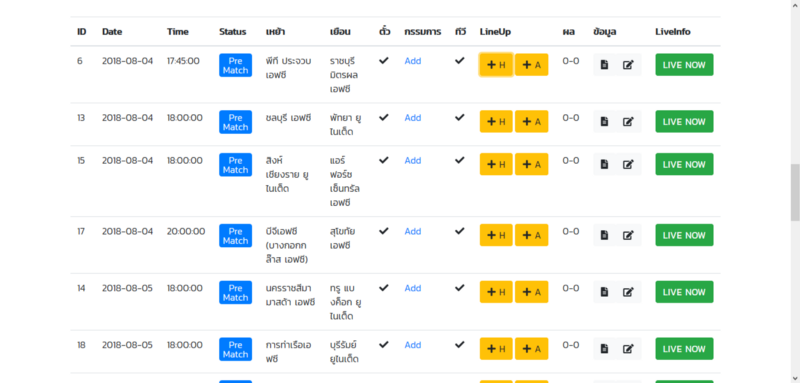 ID Date Time Status เหย้า เยือน ตั๋ว กรรมการ ทีวี LineUp ผล ข้อมูล LiveInfo
6 2018-08-04 17:45:00 Pre Match พีที ประจวบ เอฟซี ราชบุรี มิตรผล เอฟซี Add H A 0-0 LIVE NOW
13 2018-08-04 18:00:00 Pre Match ชลบุรี เอฟซี พัทยา ยูไนเต็ด Add H A 0-0 LIVE NOW
15 2018-08-04 18:00:00 Pre Match สิงห์ เชียงราย ยูไนเต็ด แอร์ ฟอร์ซ เซ็นทรัล เอฟซี Add H A 0-0 LIVE NOW
17 2018-08-04 20:00:00 Pre Match บีจีเอฟซี (บางกอกกล๊าส เอฟซี) สุโขทัย เอฟซี Add H A 0-0 LIVE NOW
14 2018-08-05 18:00:00 Pre Match นครราชสีมา มาสด้า เอฟซี ทรู แบงค็อก ยูไนเต็ด Add H A 0-0 LIVE NOW
18 2018-08-05 18:00:00 Pre Match การท่าเรือเอฟซี บุรีรัมย์ ยูไนเต็ด Add H A 0-0 LIVE NOW